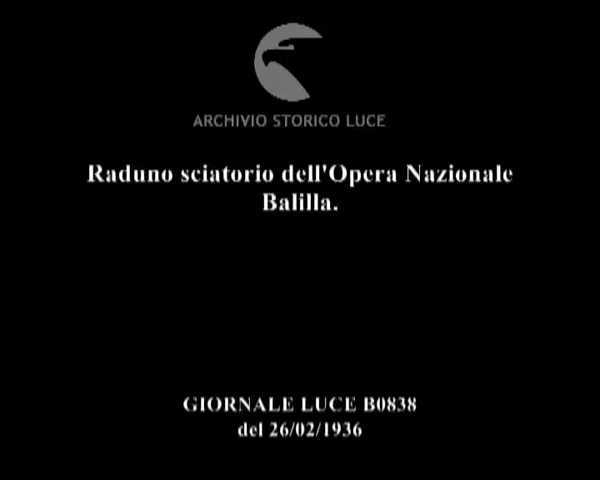 ARCHIVIO STORICO LUCE
Raduno sciatorio dell'Opera Nazionale
Balilla.
GIORNALE LUCE B0838
del 26/02/1936